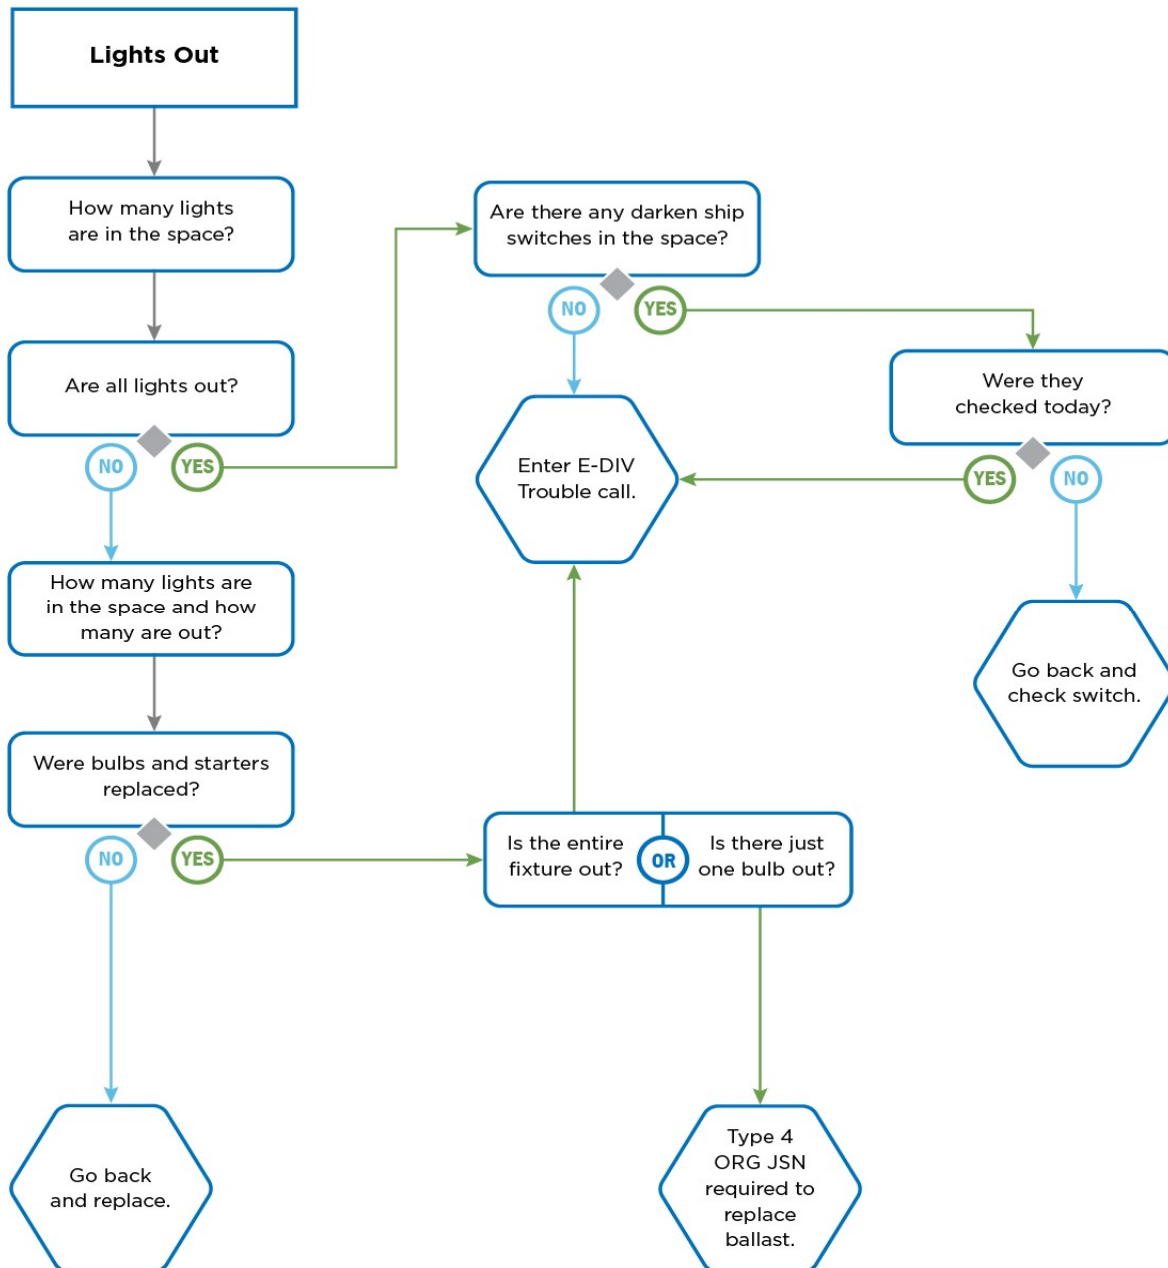 Lights Out
How many lights
are in the space?
Are all lights out?
NO
YES
How many lights are
in the space and how
many are out?
Were bulbs and starters
replaced?
NO
YES
Go back
and replace.
Are there any darken ship
switches in the space?
NO
YES
Enter E-DIV
Trouble call.
Were they
checked today?
YES
NO
Go back and
check switch.
Is the entire
fixture out?
OR
Is there just
one bulb out?
Type 4
ORG JSN
required to
replace
ballast.